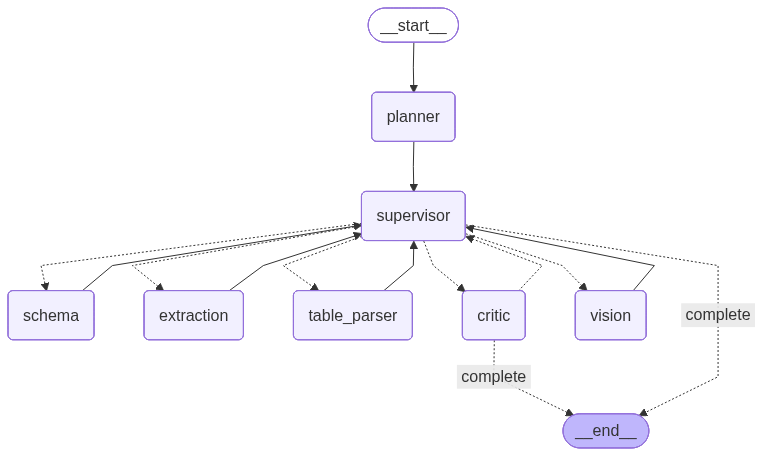 __start__
planner
supervisor
schema
extraction
table_parser
critic
vision
complete
complete
__end__